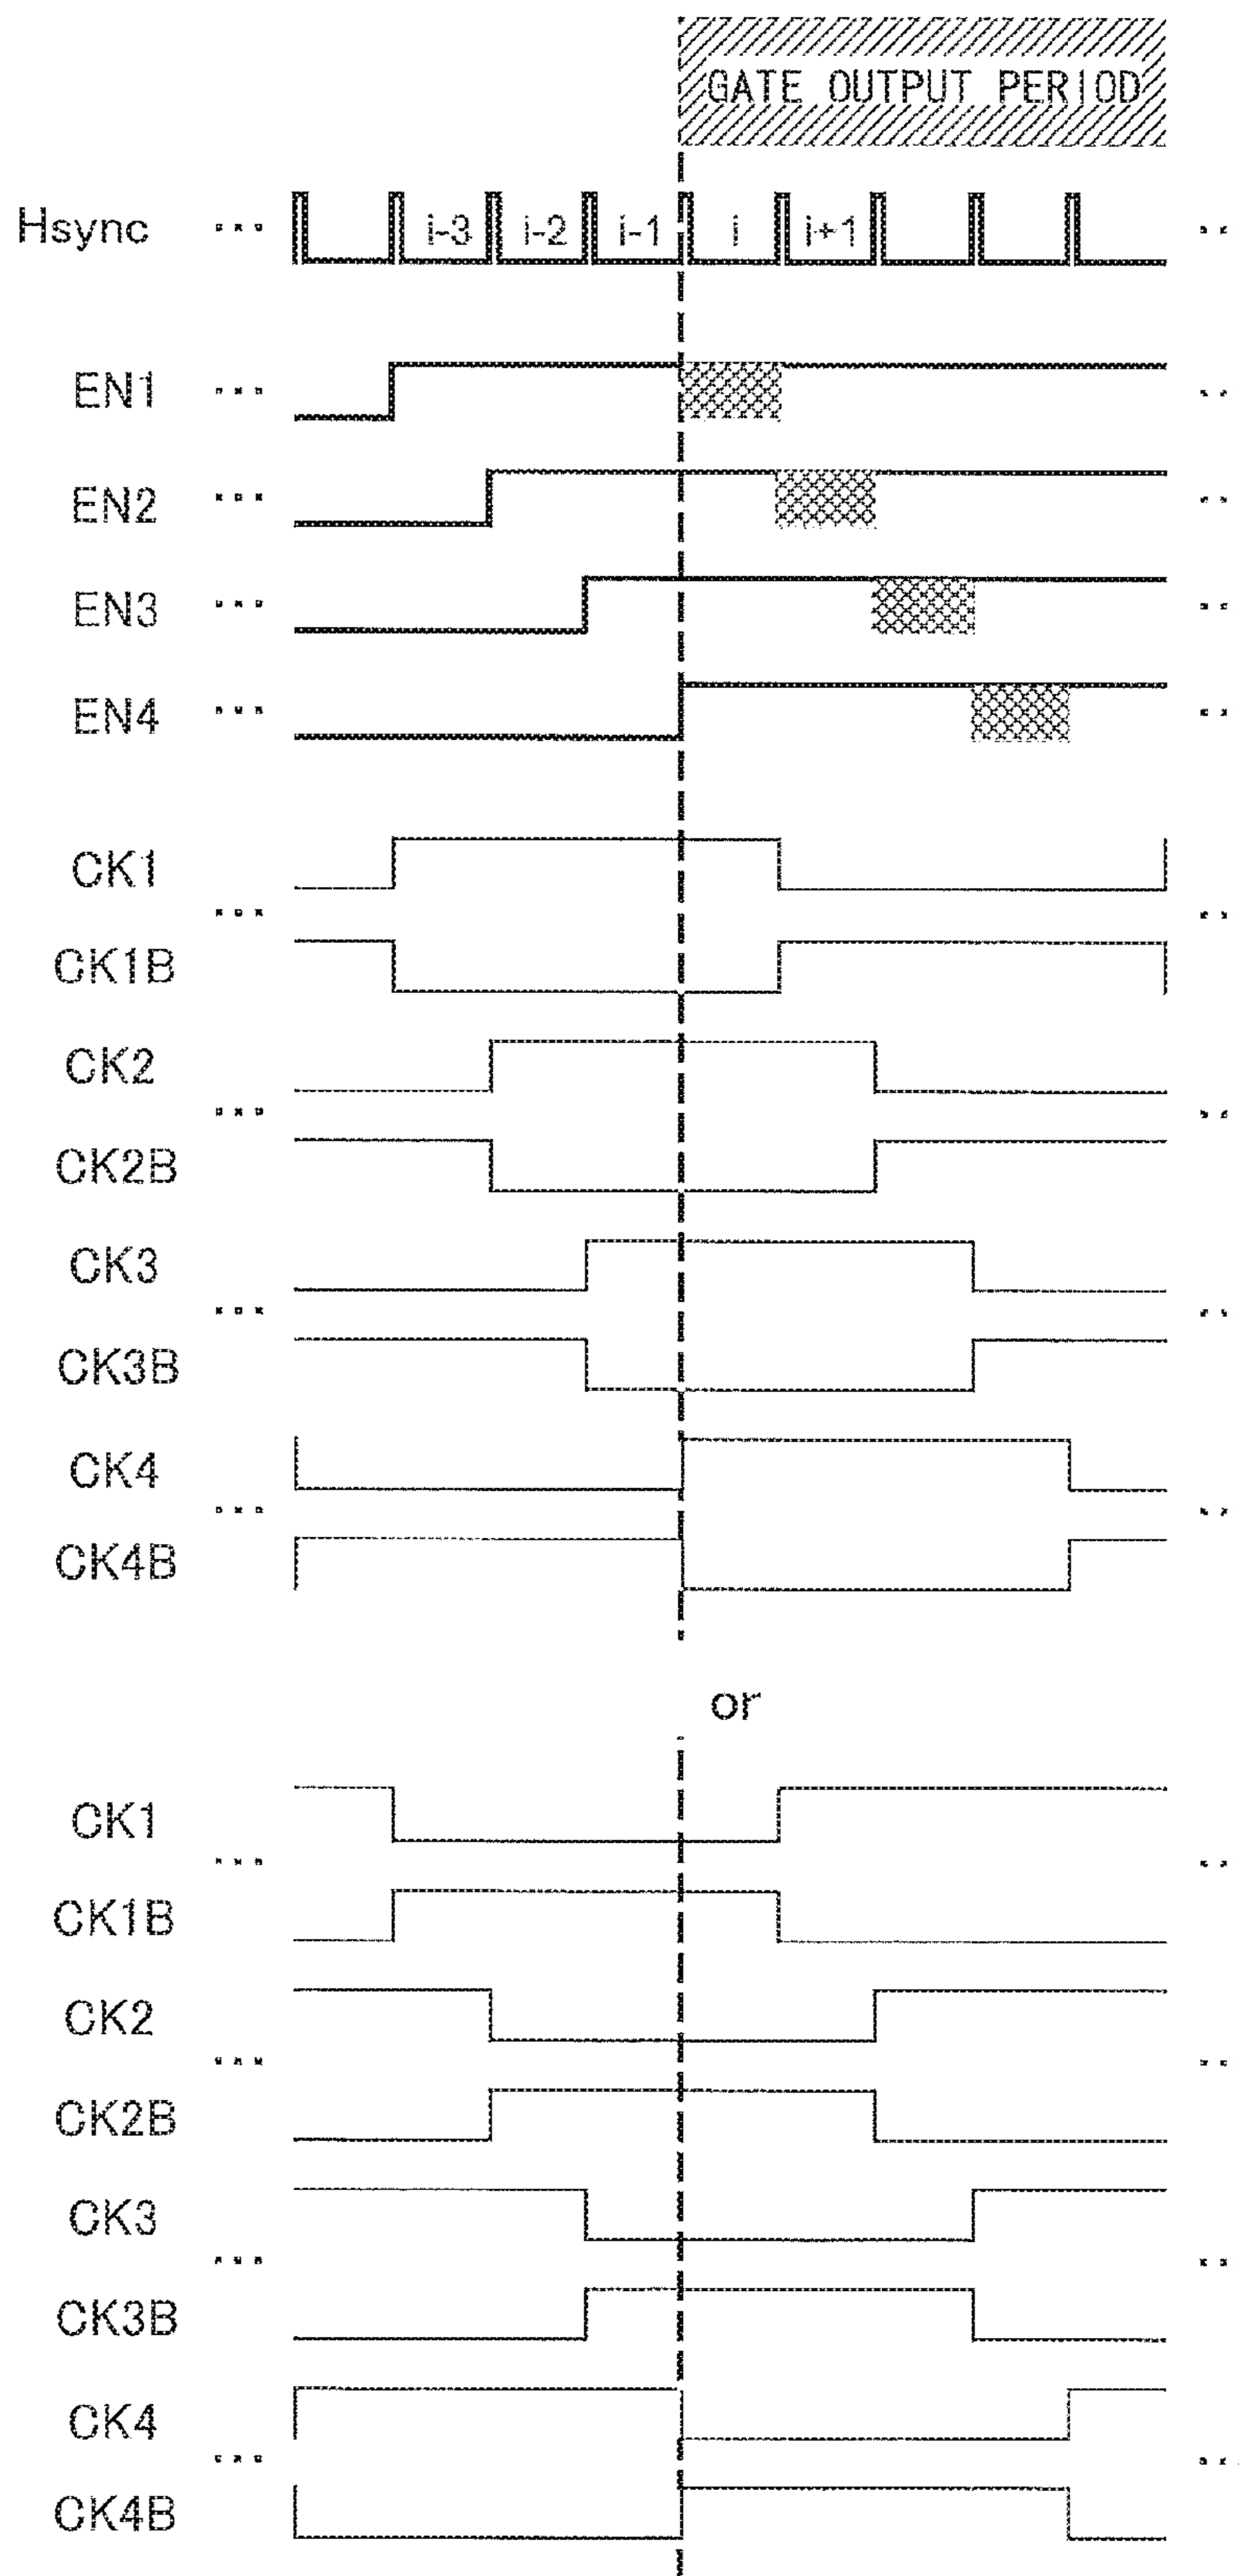 GATE OUTPUT PERIOD
Hsync ... i-3 i-2 i-1 i i+1 ..
EN1 ... ..
EN2 ... ..
EN3 ... ..
EN4 ... ..
CK1
... ..
CK1B
CK2
... ..
CK2B
CK3
... ..
CK3B
CK4
... ..
CK4B
or
CK1
... ..
CK1B
CK2
... ..
CK2B
CK3
... ..
CK3B
CK4
... ..
CK4B